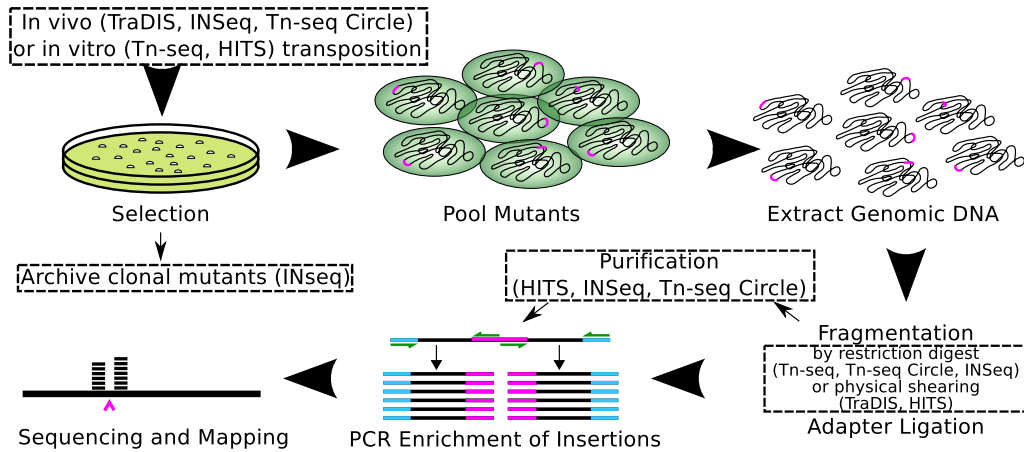 In vivo (TraDIS, INSeq, Tn-seq Circle)
or in vitro (Tn-seq, HITS) transposition
Selection
Pool Mutants
Extract Genomic DNA
Archive clonal mutants (INseq)
Purification
(HITS, INSeq, Tn-seq Circle)
Fragmentation
by restriction digest
(Tn-seq, Tn-seq Circle, INSeq)
or physical shearing
(TraDIS, HITS)
Adapter Ligation
PCR Enrichment of Insertions
Sequencing and Mapping